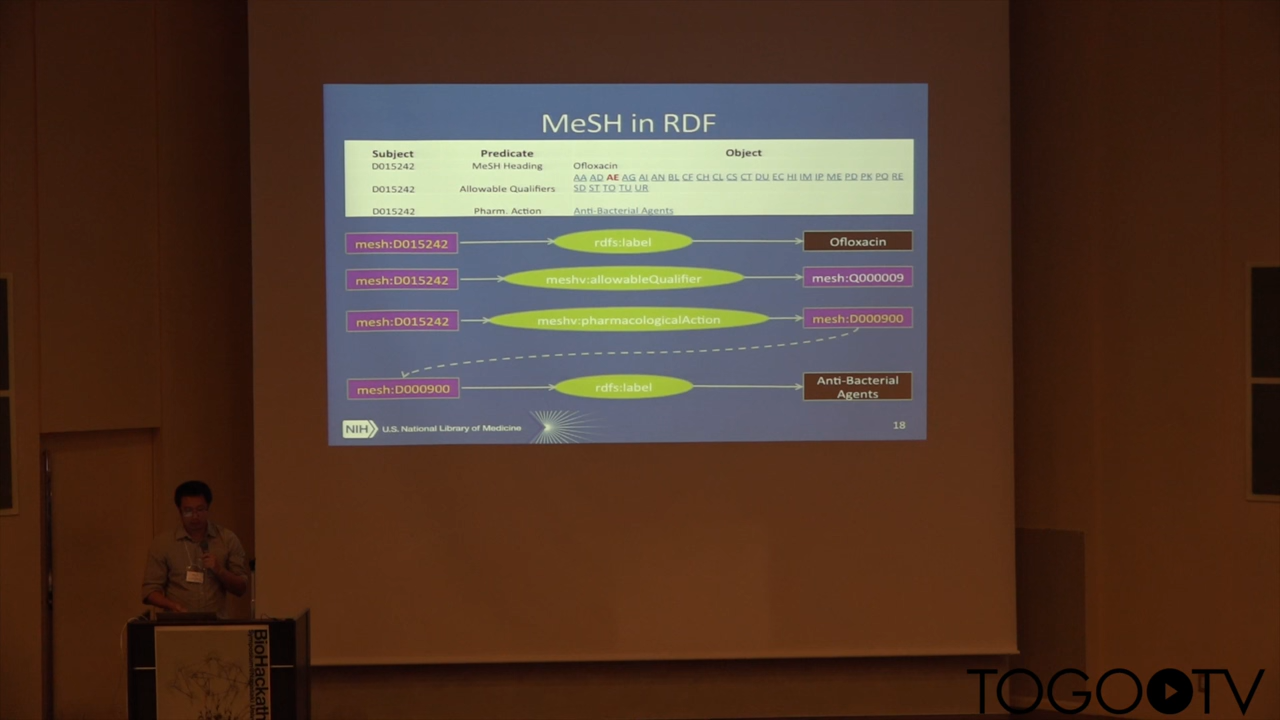 MeSH in RDF
Subject Predicate Object
D015242 MeSH Heading Ofloxacin
AA AD AE AG AI AN BL CF CH CL CS CT DU EC HI IM IP ME PD PK PO RE
D015242 Allowable Qualifiers SD ST TO TU UR
D015242 Pharm. Action Anti-Bacterial Agents
mesh:D015242 rdfs:label Ofloxacin
mesh:D015242 meshv:allowableQualifier mesh:Q000009
mesh:D015242 meshv:pharmacologicalAction mesh:D000900
mesh:D000900 rdfs:label Anti-Bacterial
Agents
NIH U.S. National Library of Medicine 18
BioHackath
TOGO TV